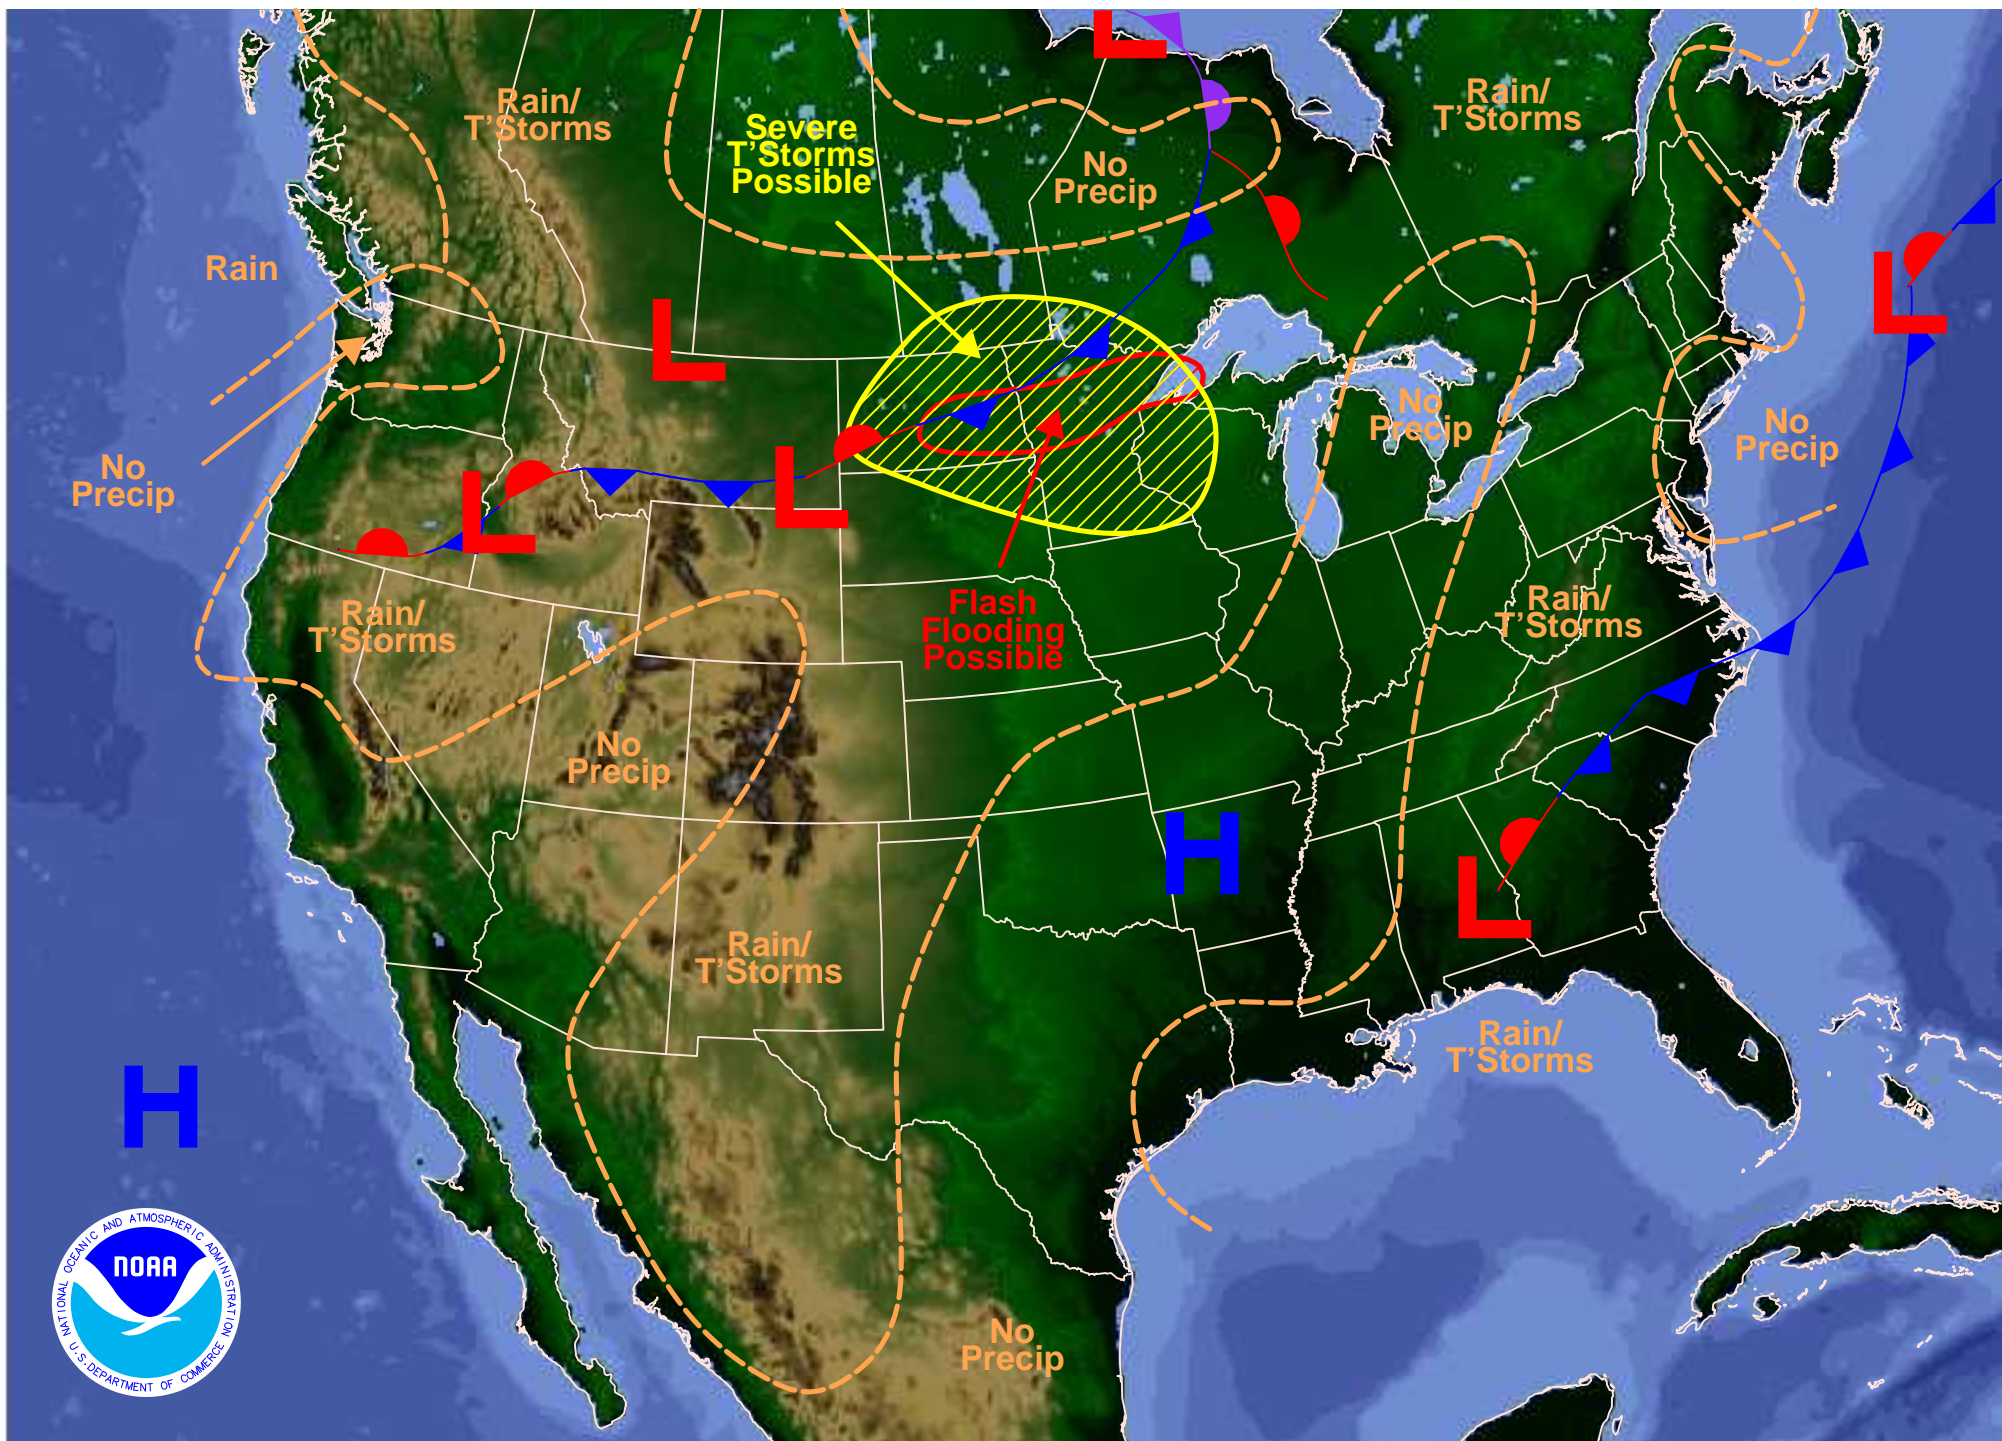 L
Rain/
T'Storms
Rain/
T'Storms
Severe
T'Storms
Possible
No
Precip
Rain
L
L
No
Precip
No
Precip
No
Precip
L
L
Flash
Flooding
Possible
Rain/
T'Storms
Rain/
T'Storms
No
Precip
H
L
Rain/
T'Storms
Rain/
T'Storms
H
No
Precip
NATIONAL OCEANIC AND ATMOSPHERIC ADMINISTRATION
NOAA
U.S. DEPARTMENT OF COMMERCE